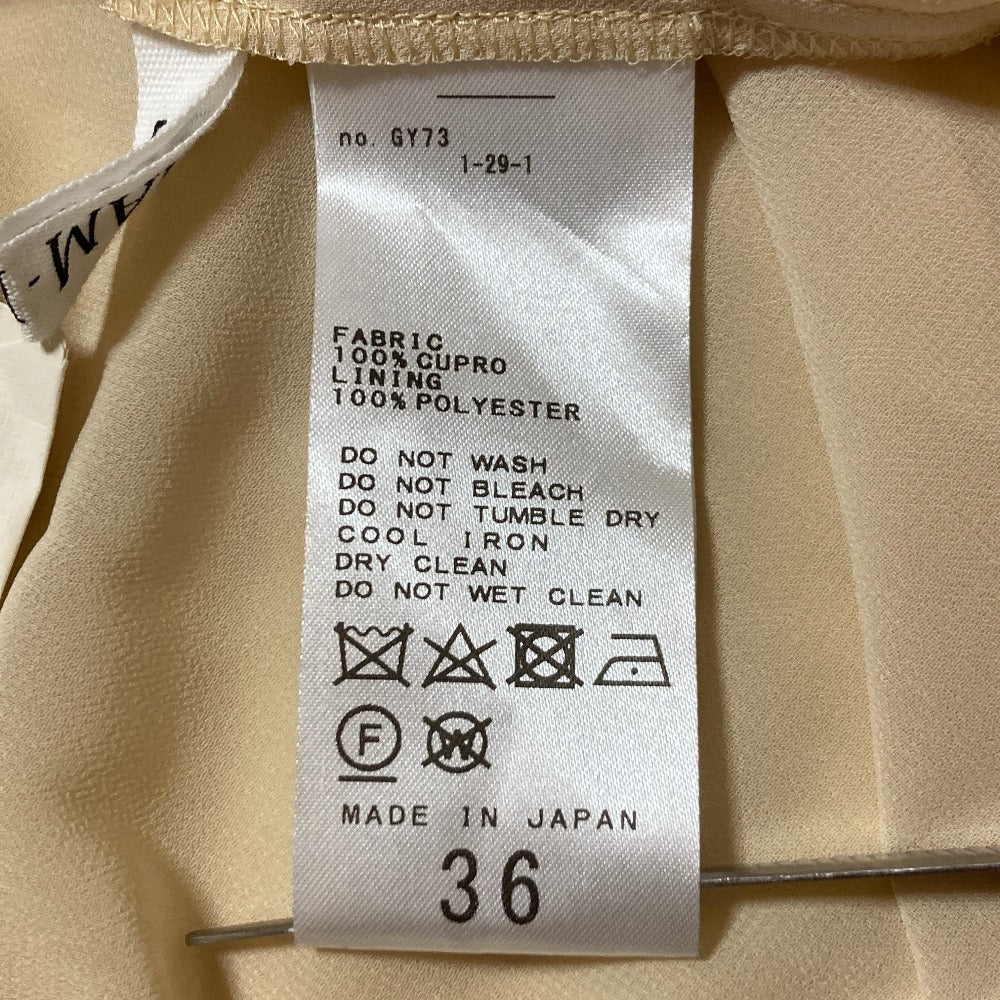 no. GY73
1-29-1
FABRIC
100% CUPRO
LINING
100% POLYESTER
DO NOT WASH
DO NOT BLEACH
DO NOT TUMBLE DRY
COOL IRON
DRY CLEAN
DO NOT WET CLEAN
F W
MADE IN JAPAN
36